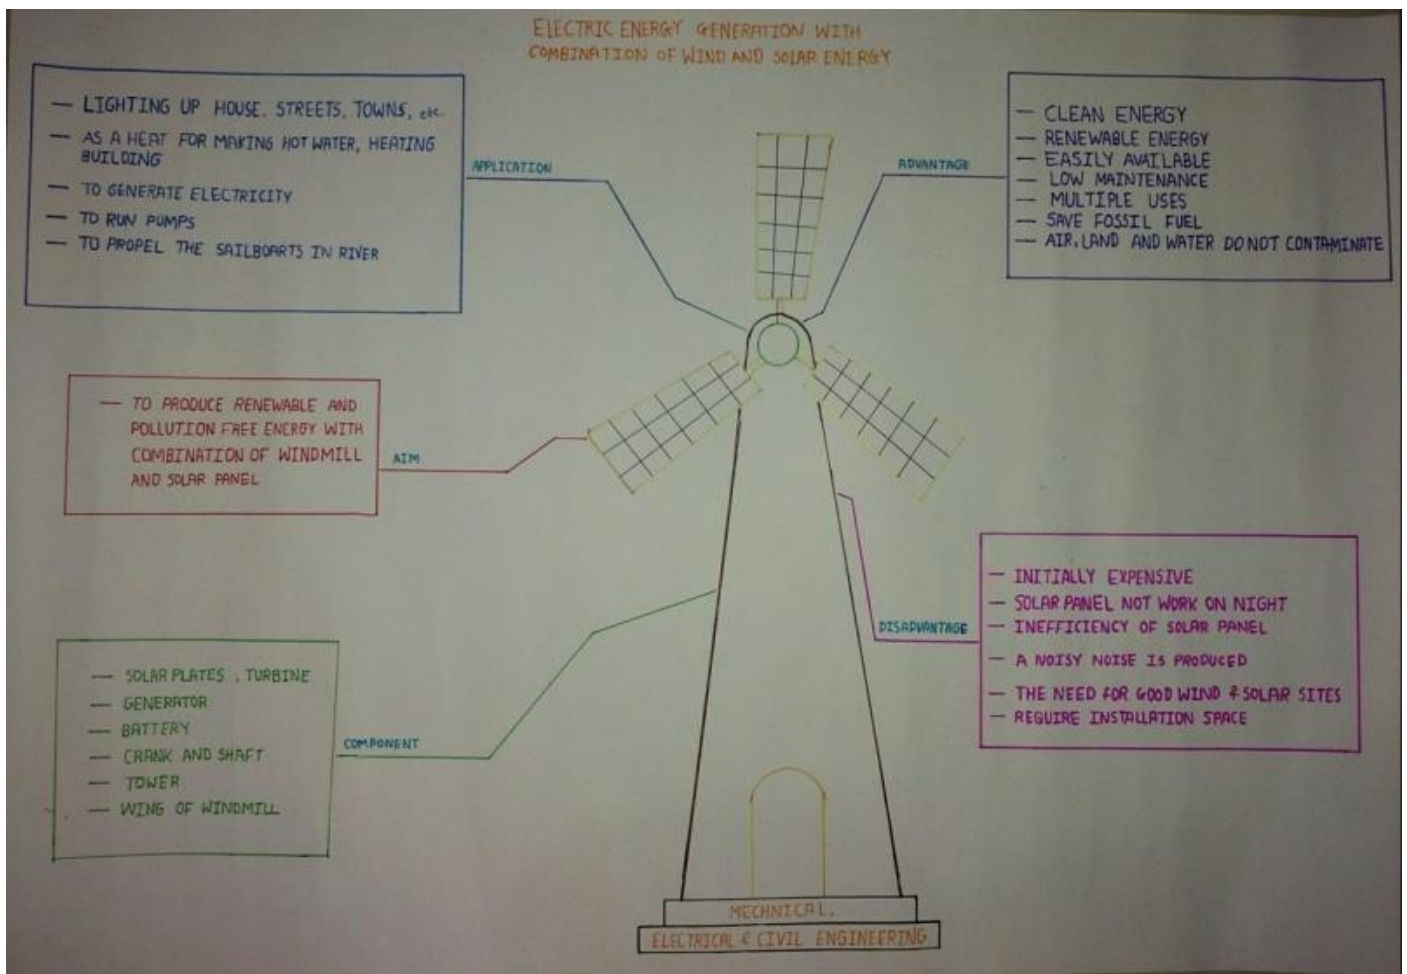 ELECTRIC ENERGY GENERATION WITH
COMBINATION OF WIND AND SOLAR ENERGY
— LIGHTING UP HOUSE. STREETS, TOWNS, etc.
— AS A HEAT FOR MAKING HOT WATER, HEATING
BUILDING
— TO GENERATE ELECTRICITY
— TO RUN PUMPS
— TO PROPEL THE SAILBOARTS IN RIVER
APPLICATION
ADVANTAGE
— CLEAN ENERGY
— RENEWABLE ENERGY
— EASILY AVAILABLE
— LOW MAINTENANCE
— MULTIPLE USES
— SAVE FOSSIL FUEL
— AIR, LAND AND WATER DO NOT CONTAMINATE
— TO PRODUCE RENEWABLE AND
POLLUTION FREE ENERGY WITH
COMBINATION OF WINDMILL
AND SOLAR PANEL
AIM
— INITIALLY EXPENSIVE
— SOLAR PANEL NOT WORK ON NIGHT
— INEFFICIENCY OF SOLAR PANEL
— A NOISY NOISE IS PRODUCED
— THE NEED FOR GOOD WIND & SOLAR SITES
— REQUIRE INSTALLATION SPACE
DISADVANTAGE
— SOLAR PLATES , TURBINE
— GENERATOR
— BATTERY
— CRANK AND SHAFT
— TOWER
— WING OF WINDMILL
COMPONENT
MECHNICAL,
ELECTRICAL & CIVIL ENGINEERING